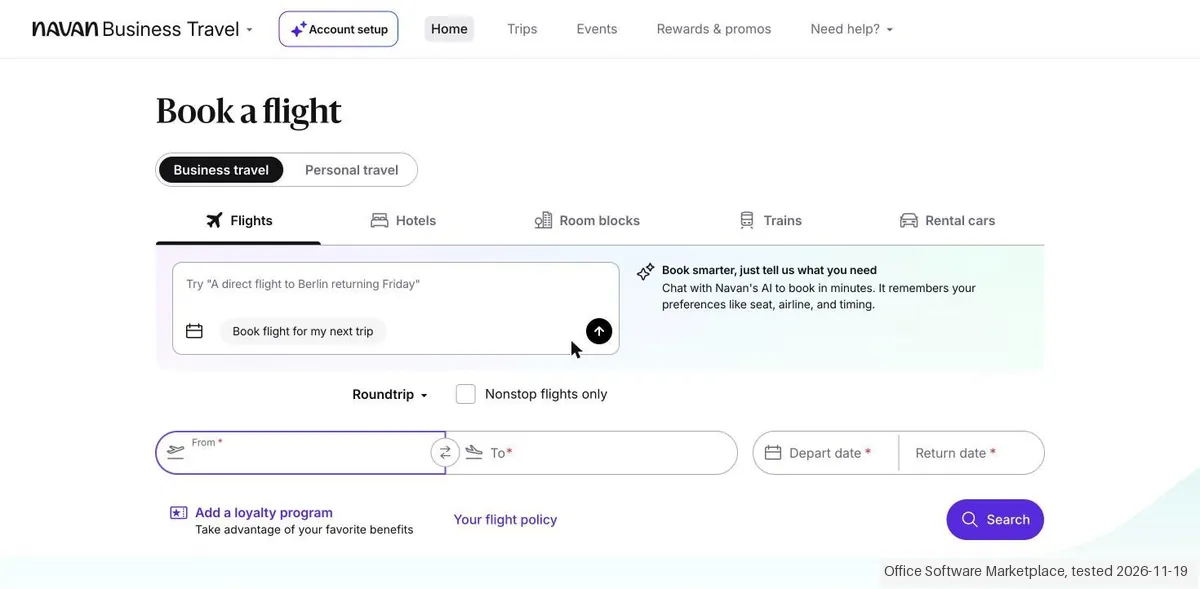 NAVAN Business Travel
Account setup
Home
Trips
Events
Rewards & promos
Need help?
Book a flight
Business travel
Personal travel
Flights
Hotels
Room blocks
Trains
Rental cars
Try "A direct flight to Berlin returning Friday"
Book flight for my next trip
Book smarter, just tell us what you need
Chat with Navan's AI to book in minutes. It remembers your
preferences like seat, airline, and timing.
Roundtrip
Nonstop flights only
From *
To*
Depart date *
Return date *
Add a loyalty program
Take advantage of your favorite benefits
Your flight policy
Search
Office Software Marketplace, tested 2026-11-19